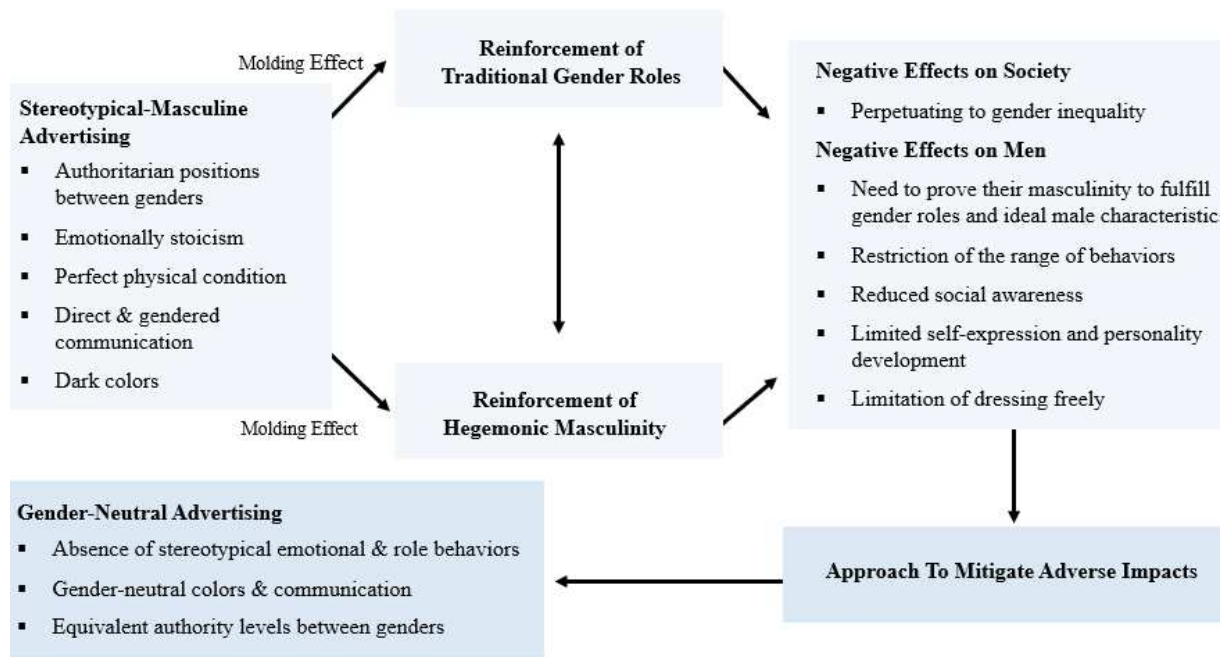 Molding Effect
Reinforcement of
Traditional Gender Roles
Stereotypical-Masculine
Advertising
▪ Authoritarian positions
between genders
▪ Emotionally stoicism
▪ Perfect physical condition
▪ Direct & gendered
communication
▪ Dark colors
Molding Effect
Reinforcement of
Hegemonic Masculinity
Negative Effects on Society
▪ Perpetuating to gender inequality
Negative Effects on Men
▪ Need to prove their masculinity to fulfill
gender roles and ideal male characteristic
▪ Restriction of the range of behaviors
▪ Reduced social awareness
▪ Limited self-expression and personality
development
▪ Limitation of dressing freely
Approach To Mitigate Adverse Impacts
Gender-Neutral Advertising
▪ Absence of stereotypical emotional & role behaviors
▪ Gender-neutral colors & communication
▪ Equivalent authority levels between genders